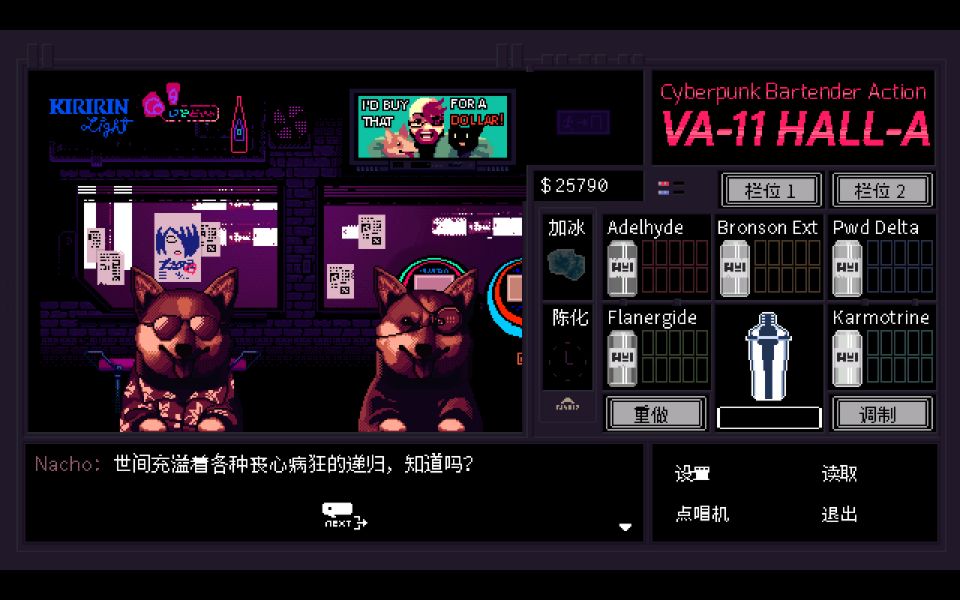 KIRIRIN
Light
OPEN
I'D BUY
THAT
FOR A
DOLLAR!
Cyberpunk Bartender Action
VA-11 HALL-A
$25790
栏位 1
栏位 2
加冰
Adelhyde
Bronson Ext
Pwd Delta
陈化
Flanergide
Karmotrine
重做
调制
Nacho: 世间充溢着各种丧心病狂的递归，知道吗？
NEXT
设置
读取
点唱机
退出